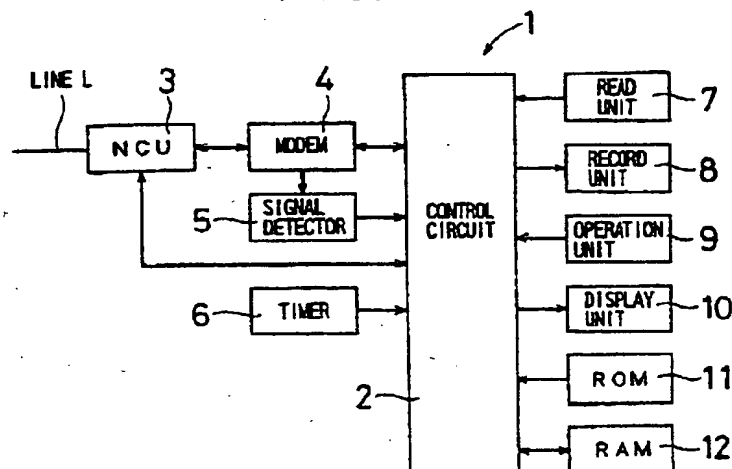 1
LINE L
3
NCU
4
MODEM
5
SIGNAL
DETECTOR
6
TIMER
CONTROL
CIRCUIT
2
READ
UNIT
7
RECORD
UNIT
8
OPERATION
UNIT
9
DISPLAY
UNIT
10
ROM
11
RAM
12